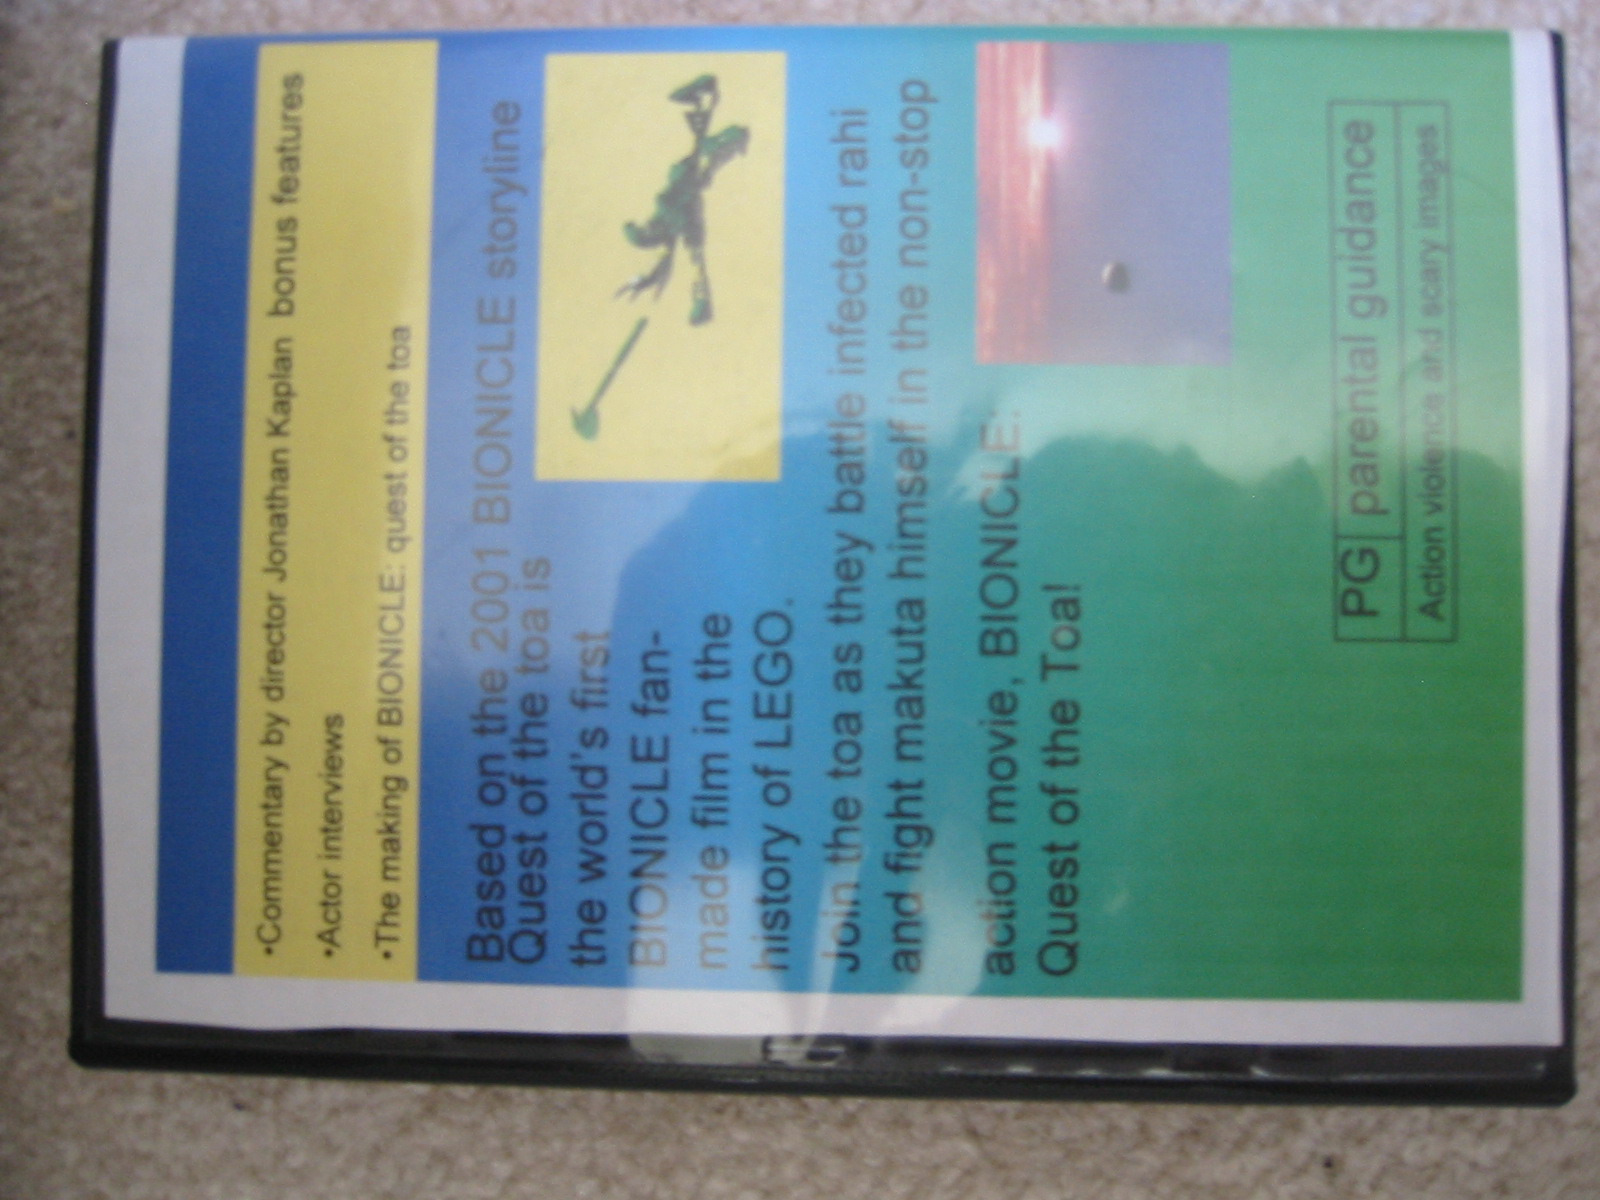 •Commentary by director Jonathan Kaplan bonus features
•Actor interviews
•The making of BIONICLE: quest of the toa
Based on the 2001 BIONICLE storyline
Quest of the toa is
the world's first
BIONICLE fan-
made film in the
history of LEGO.
Join the toa as they battle infected rahi
and fight makuta himself in the non-stop
action movie, BIONICLE:
Quest of the Toa!
PG parental guidance
Action violence and scary images